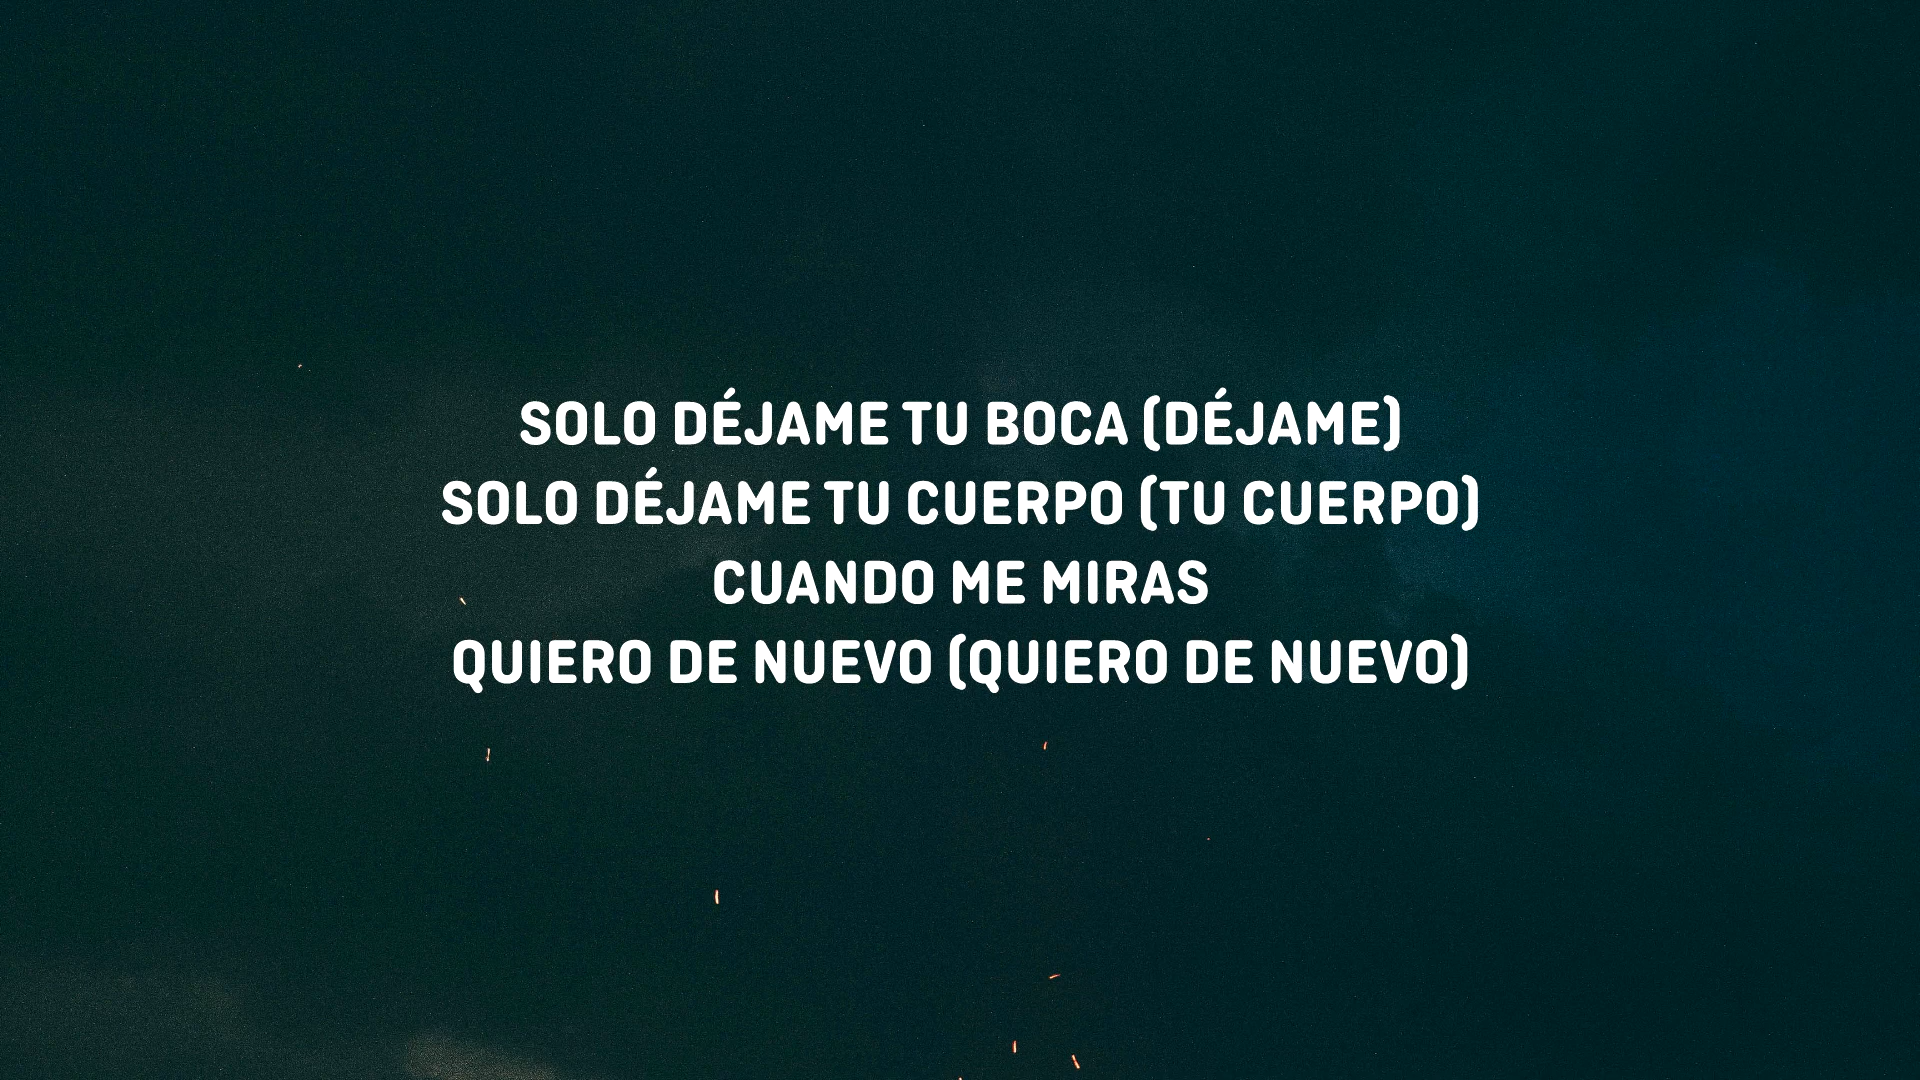 SOLO DÉJAME TU BOCA (DÉJAME)
SOLO DÉJAME TU CUERPO (TU CUERPO)
CUANDO ME MIRAS
QUIERO DE NUEVO (QUIERO DE NUEVO)